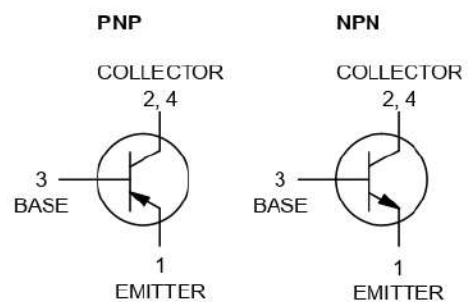 PNP
COLLECTOR
2, 4
3
BASE
1
EMITTER
NPN
COLLECTOR
2, 4
3
BASE
1
EMITTER